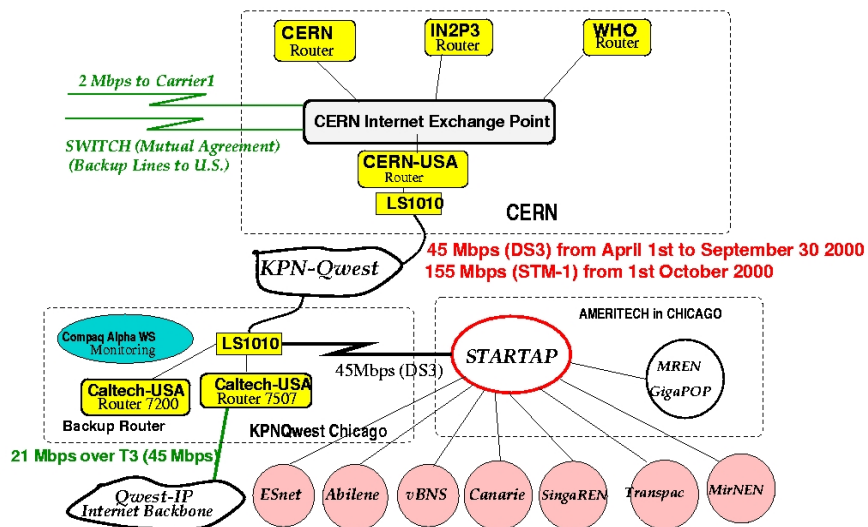 CERN
Router
IN2P3
Router
WHO
Router
2 Mbps to Carrier1
CERN Internet Exchange Point
SWITCH (Mutual Agreement)
(Backup Lines to U.S.)
CERN-USA
Router
LS1010
CERN
45 Mbps (DS3) from April 1st to September 30 2000
155 Mbps (STM-1) from 1st October 2000
KPN-Qwest
AMERITECH in CHICAGO
Compaq Alpha WS
Monitoring
LS1010
STARTAP
MREN
GigaPOP
45Mbps (DS3)
Caltech-USA
Router 7200
Caltech-USA
Router 7507
Backup Router
KPNQwest Chicago
21 Mbps over T3 (45 Mbps)
Qwest-IP
Internet Backbone
ESnet
Abilene
vBNS
Canarie
SingaREN
Transpac
MirNEN